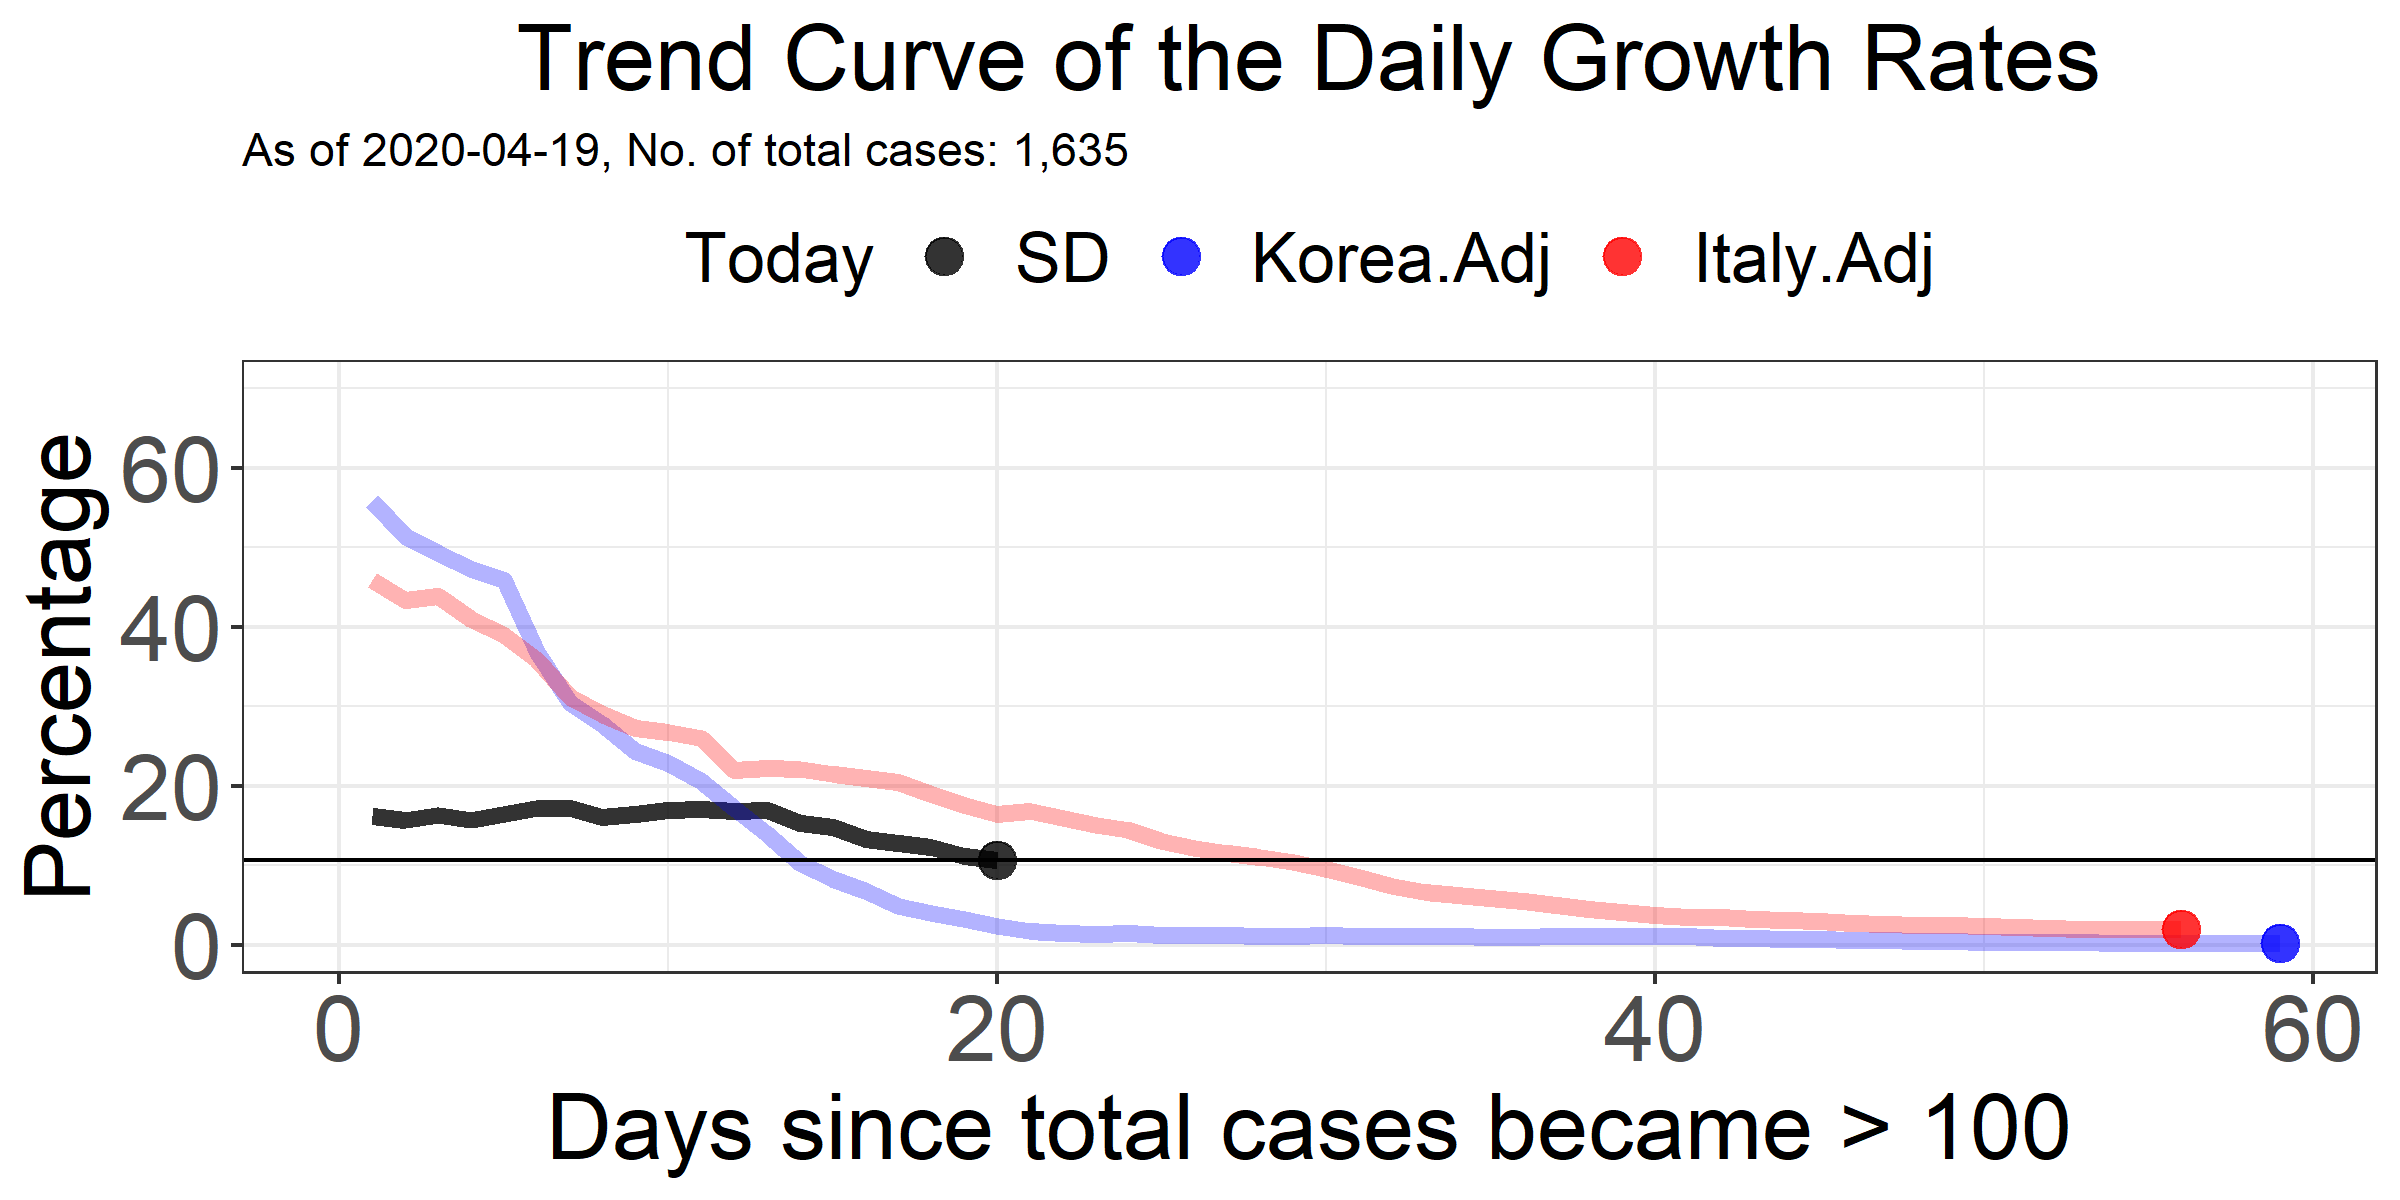 Trend Curve of the Daily Growth Rates
As of 2020-04-19, No. of total cases: 1,635
Today SD Korea.Adj Italy.Adj
Percentage
60
40
20
0
0 20 40 60
Days since total cases became > 100